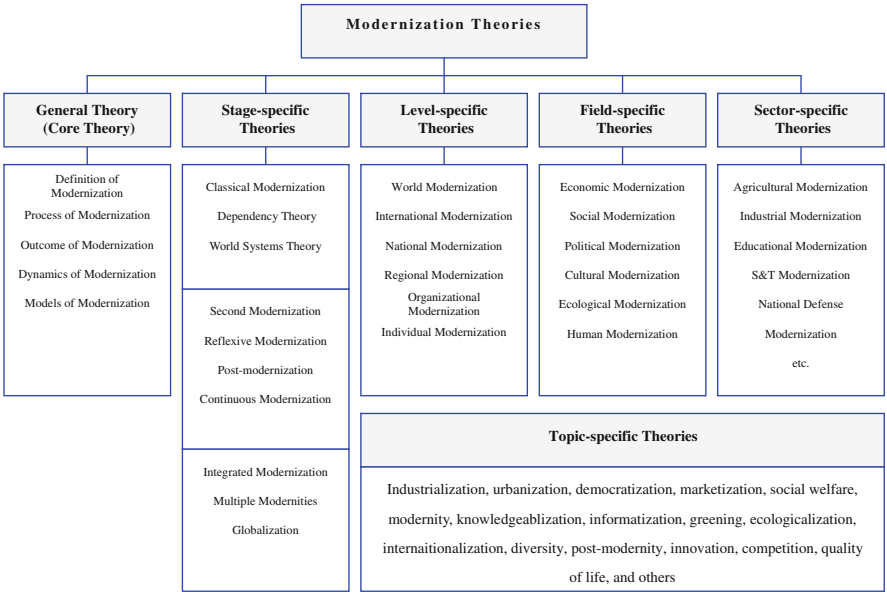 Modernization Theories
General Theory
(Core Theory)
Definition of
Modernization
Process of Modernization
Outcome of Modernization
Dynamics of Modernization
Models of Modernization
Stage-specific
Theories
Classical Modernization
Dependency Theory
World Systems Theory
Second Modernization
Reflexive Modernization
Post-modernization
Continuous Modernization
Integrated Modernization
Multiple Modernities
Globalization
Level-specific
Theories
World Modernization
International Modernization
National Modernization
Regional Modernization
Organizational
Modernization
Individual Modernization
Field-specific
Theories
Economic Modernization
Social Modernization
Political Modernization
Cultural Modernization
Ecological Modernization
Human Modernization
Sector-specific
Theories
Agricultural Modernization
Industrial Modernization
Educational Modernization
S&T Modernization
National Defense
Modernization
etc.
Topic-specific Theories
Industrialization, urbanization, democratization, marketization, social welfare,
modernity, knowledgeablization, informatization, greening, ecologicalization,
internaitionalization, diversity, post-modernity, innovation, competition, quality
of life, and others